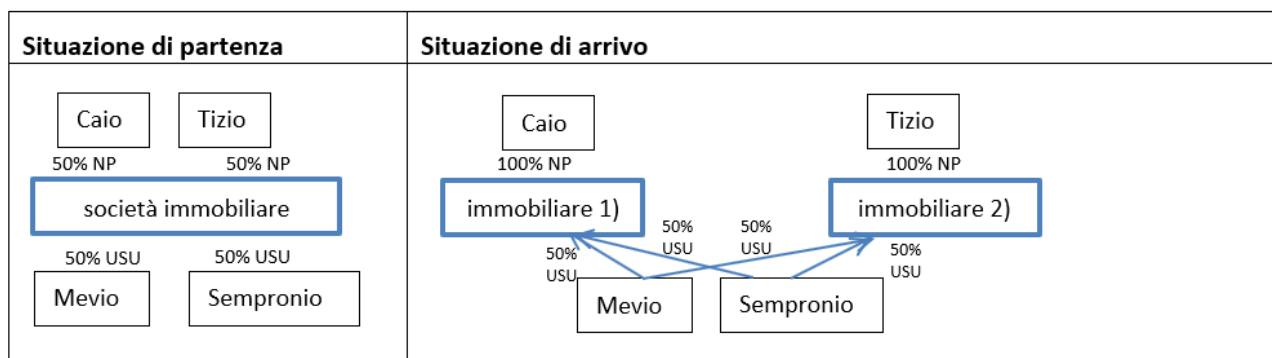 Situazione di partenza
Caio
Tizio
50% NP
50% NP
società immobiliare
50% USU
50% USU
Mevio
Sempronio
Situazione di arrivo
Caio
Tizio
100% NP
100% NP
immobiliare 1)
immobiliare 2)
50%
USU
50%
USU
50%
USU
50%
USU
Mevio
Sempronio